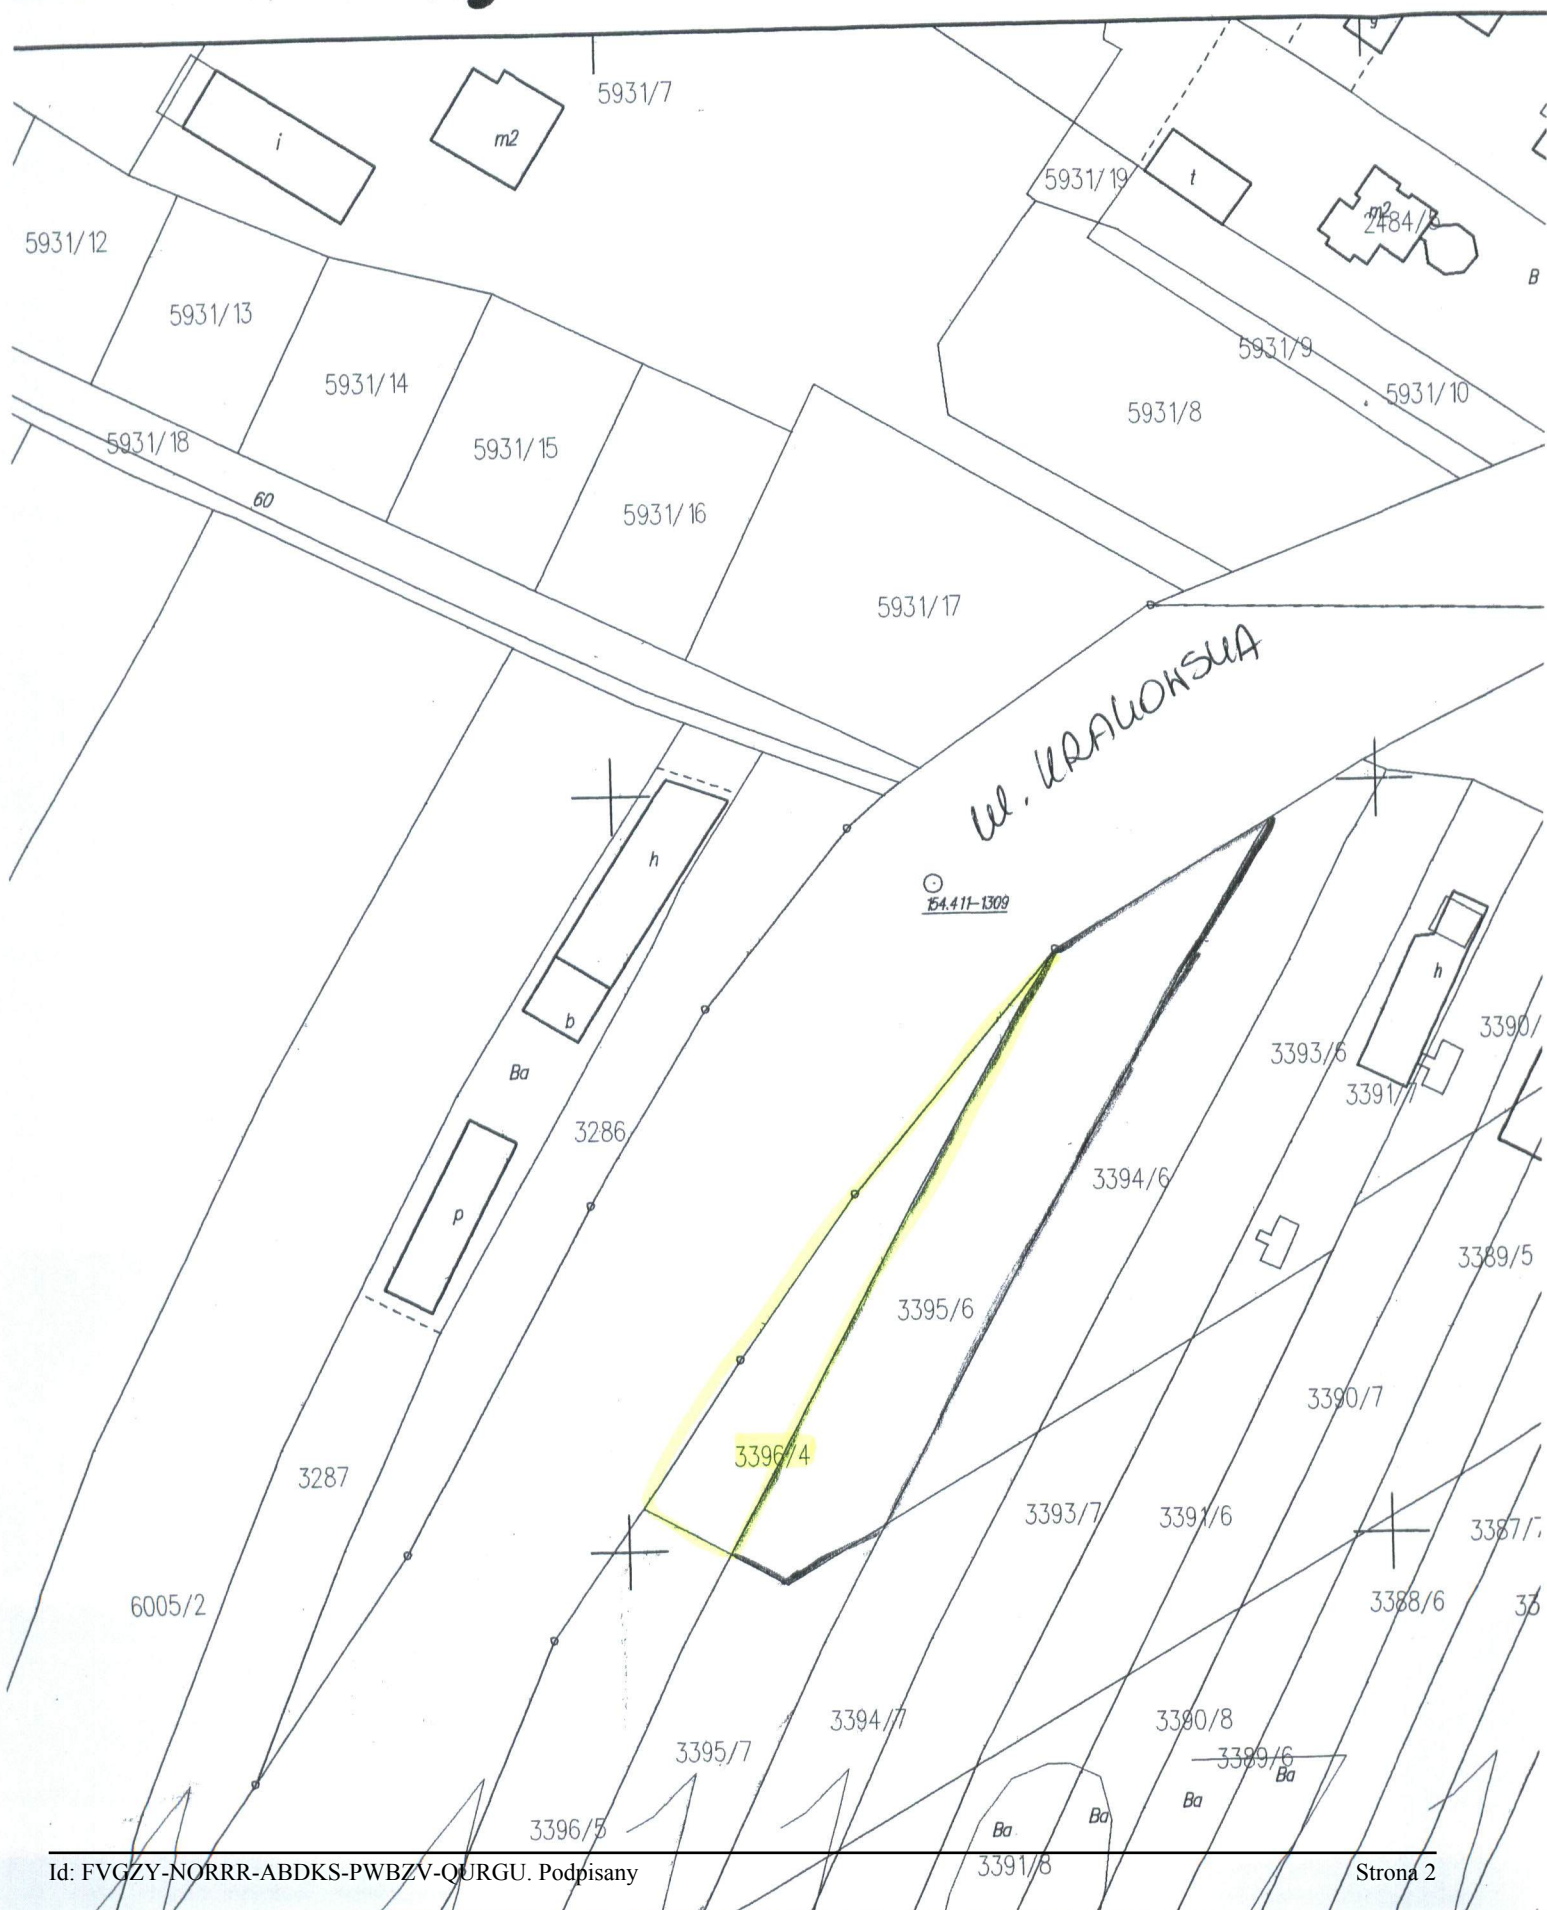 5931/7
i
m2
g
5931/19
t
m2
2484/5
5931/12
B
5931/13
5931/9
5931/14
5931/10
5931/8
5931/18
5931/15
60
5931/16
5931/17
ul. KRAKOWSKA
h
154.411-1309
h
b
3390/
3393/6
Ba
3391/7
3286
3394/6
p
3389/5
3395/6
3390/7
3396/4
3287
3393/7
3391/6
3387/7
6005/2
3388/6
33
3394/7
3390/8
3395/7
3389/6
Ba
Ba
Ba
3396/5
Ba
3391/8
Id: FVGZY-NORRR-ABDKS-PWBZV-QURGU. Podpisany
Strona 2